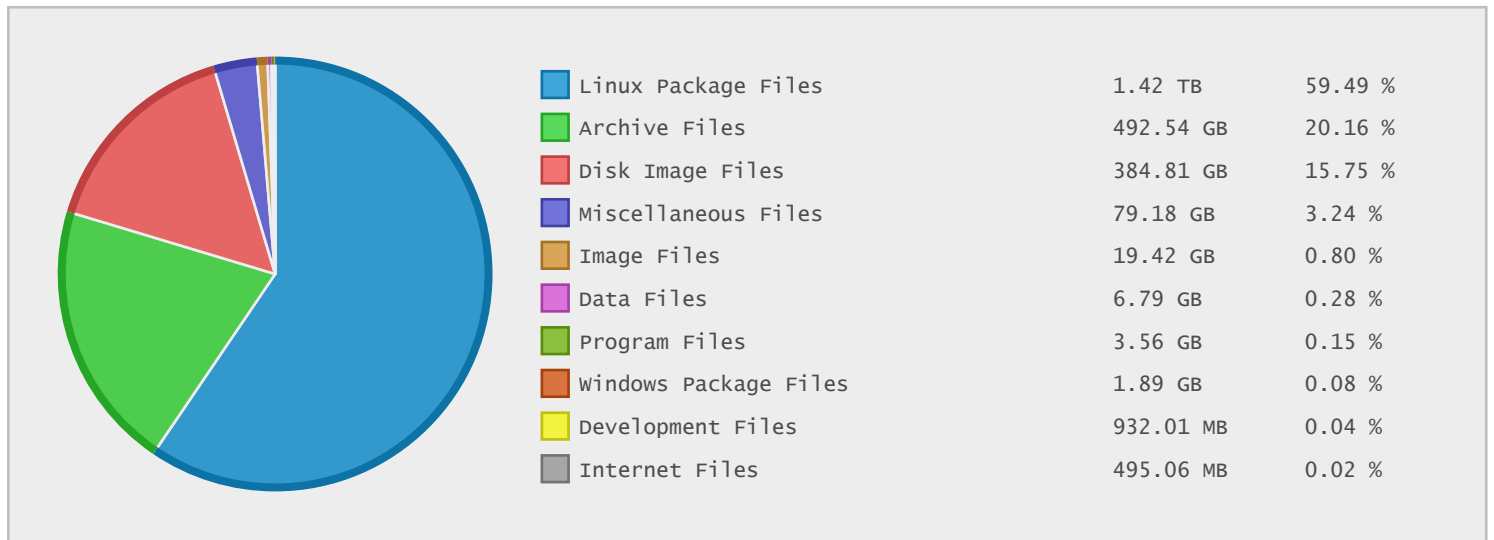 Linux Package Files 1.42 TB 59.49 %
Archive Files 492.54 GB 20.16 %
Disk Image Files 384.81 GB 15.75 %
Miscellaneous Files 79.18 GB 3.24 %
Image Files 19.42 GB 0.80 %
Data Files 6.79 GB 0.28 %
Program Files 3.56 GB 0.15 %
Windows Package Files 1.89 GB 0.08 %
Development Files 932.01 MB 0.04 %
Internet Files 495.06 MB 0.02 %